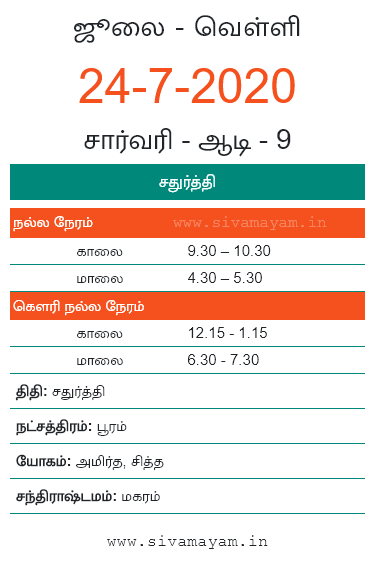 ஜூலை - வெள்ளி
24-7-2020
சார்வரி - ஆடி - 9
சதுர்த்தி
நல்ல நேரம் www.sivamayam.in
காலை 9.30 – 10.30
மாலை 4.30 – 5.30
கௌரி நல்ல நேரம்
காலை 12.15 - 1.15
மாலை 6.30 - 7.30
திதி: சதுர்த்தி
நட்சத்திரம்: பூரம்
யோகம்: அமிர்த, சித்த
சந்திராஷ்டமம்: மகரம்
www.sivamayam.in